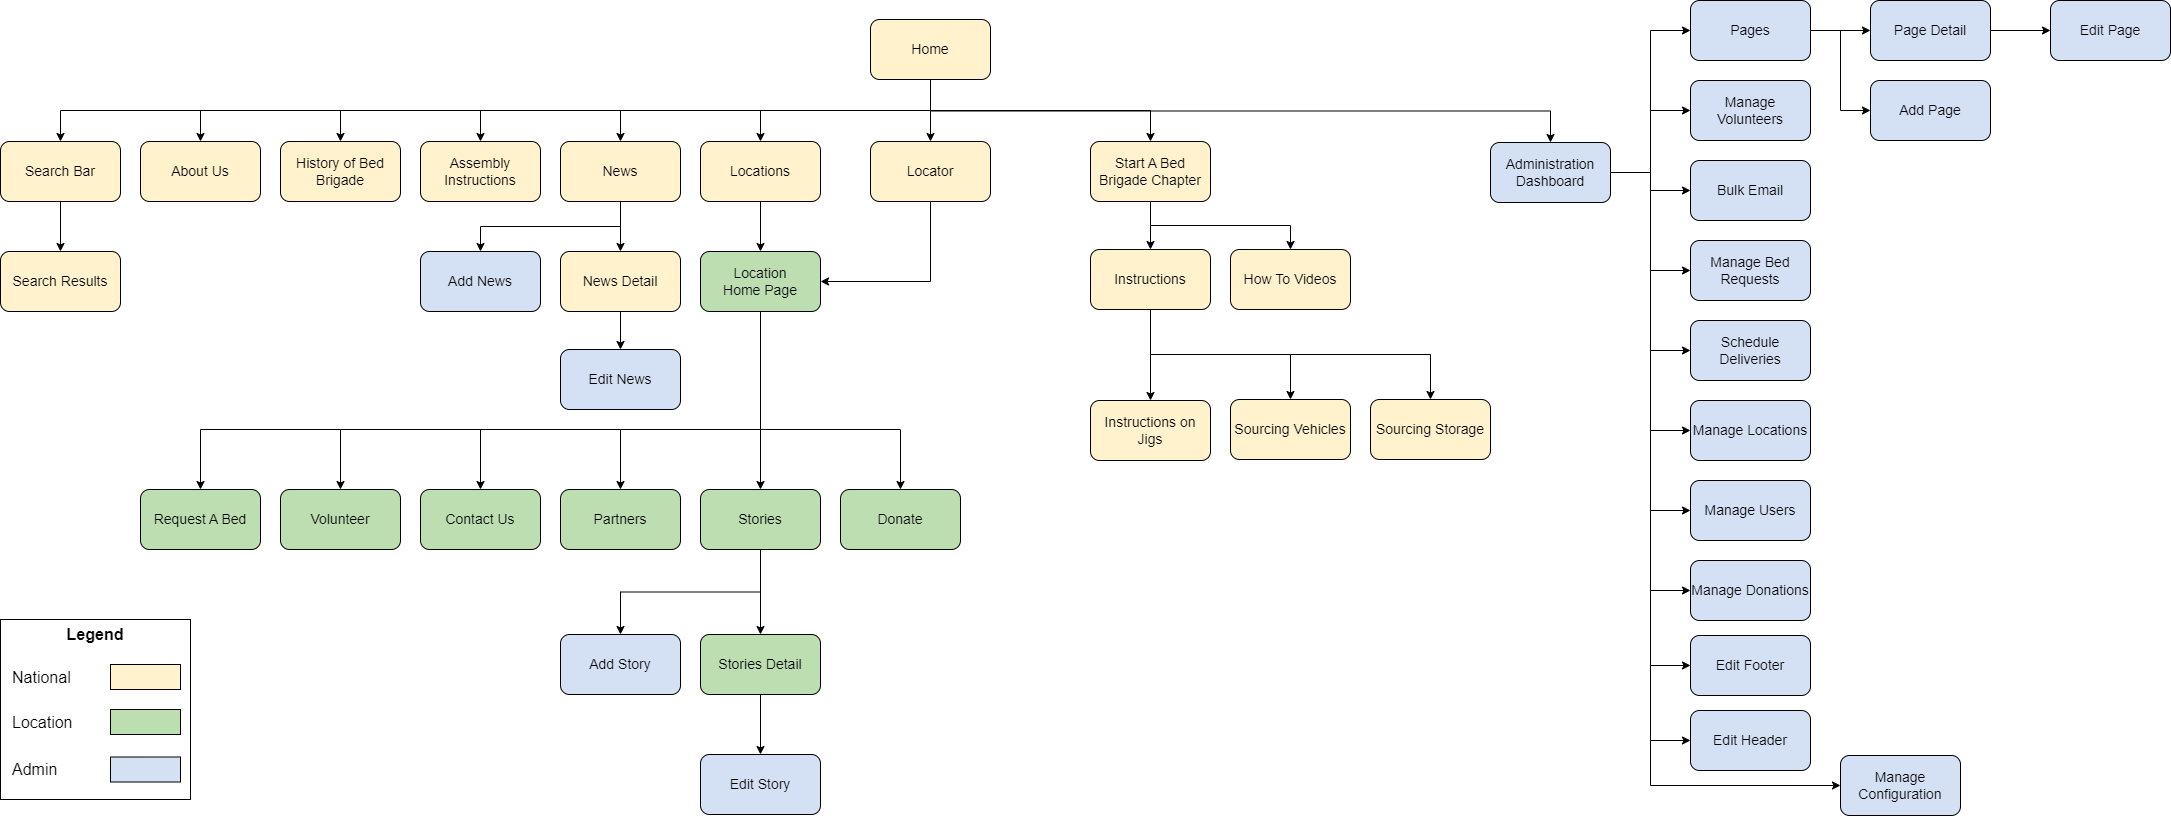 Home
Pages
Page Detail
Edit Page
Manage
Volunteers
Add Page
Search Bar
About Us
History of Bed
Brigade
Assembly
Instructions
News
Locations
Locator
Start A Bed
Brigade Chapter
Administration
Dashboard
Bulk Email
Search Results
Add News
News Detail
Location
Home Page
Instructions
How To Videos
Manage Bed
Requests
Schedule
Deliveries
Edit News
Instructions on
Jigs
Sourcing Vehicles
Sourcing Storage
Manage Locations
Request A Bed
Volunteer
Contact Us
Partners
Stories
Donate
Manage Users
Manage Donations
Add Story
Stories Detail
Edit Footer
Edit Header
Edit Story
Manage
Configuration
Legend
National
Location
Admin